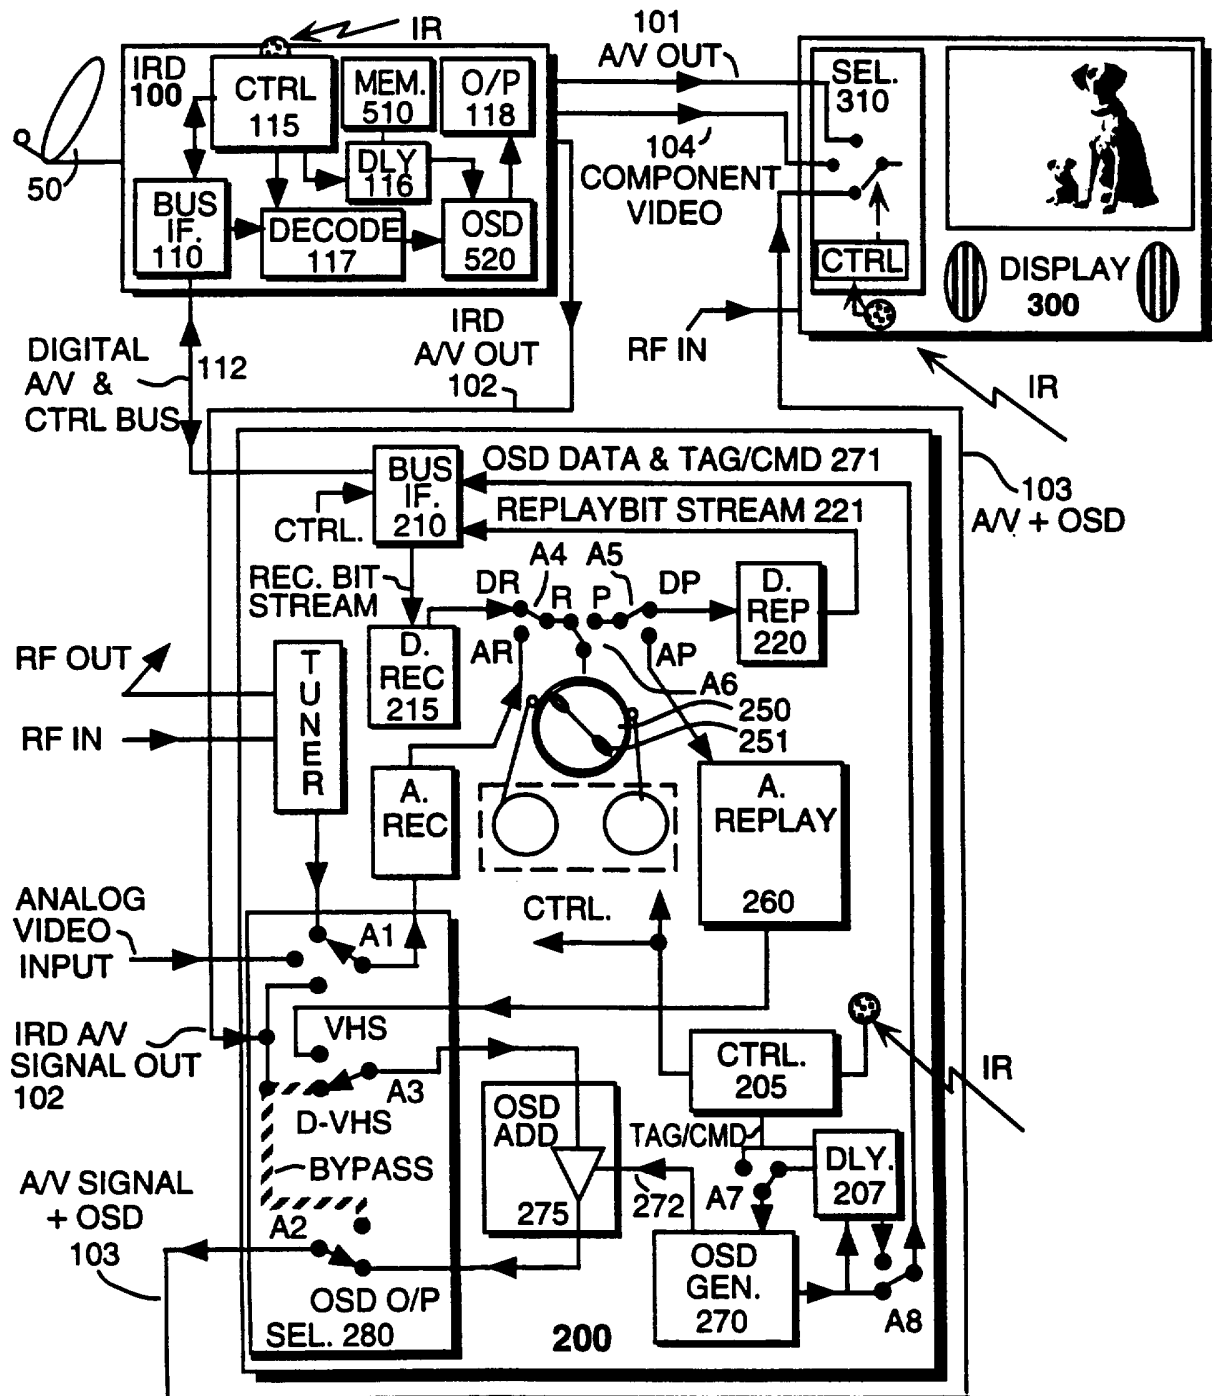 IR
101
A/V OUT
IRD
100
CTRL
115
MEM.
510
O/P
118
SEL.
310
50
BUS
IF.
110
DLY
116
DECODE
117
OSD
520
104
COMPONENT
VIDEO
CTRL
DISPLAY
300
RF IN
IR
DIGITAL
A/V &
CTRL BUS
112
IRD
A/V OUT
102
BUS
IF.
210
OSD DATA & TAG/CMD 271
REPLAYBIT STREAM 221
CTRL.
103
A/V + OSD
REC. BIT
STREAM
DR
A4
R
A5
P
DP
D.
REP
220
AR
AP
D.
REC
215
A6
250
251
RF OUT
RF IN
TUNER
A.
REC
A.
REPLAY
260
CTRL.
ANALOG
VIDEO
INPUT
A1
IRD A/V
SIGNAL OUT
102
VHS
A3
D-VHS
BYPASS
CTRL.
205
IR
OSD
ADD
275
TAG/CMD
272
A7
DLY.
207
A/V SIGNAL
+ OSD
103
A2
OSD O/P
SEL. 280
OSD
GEN.
270
A8
200